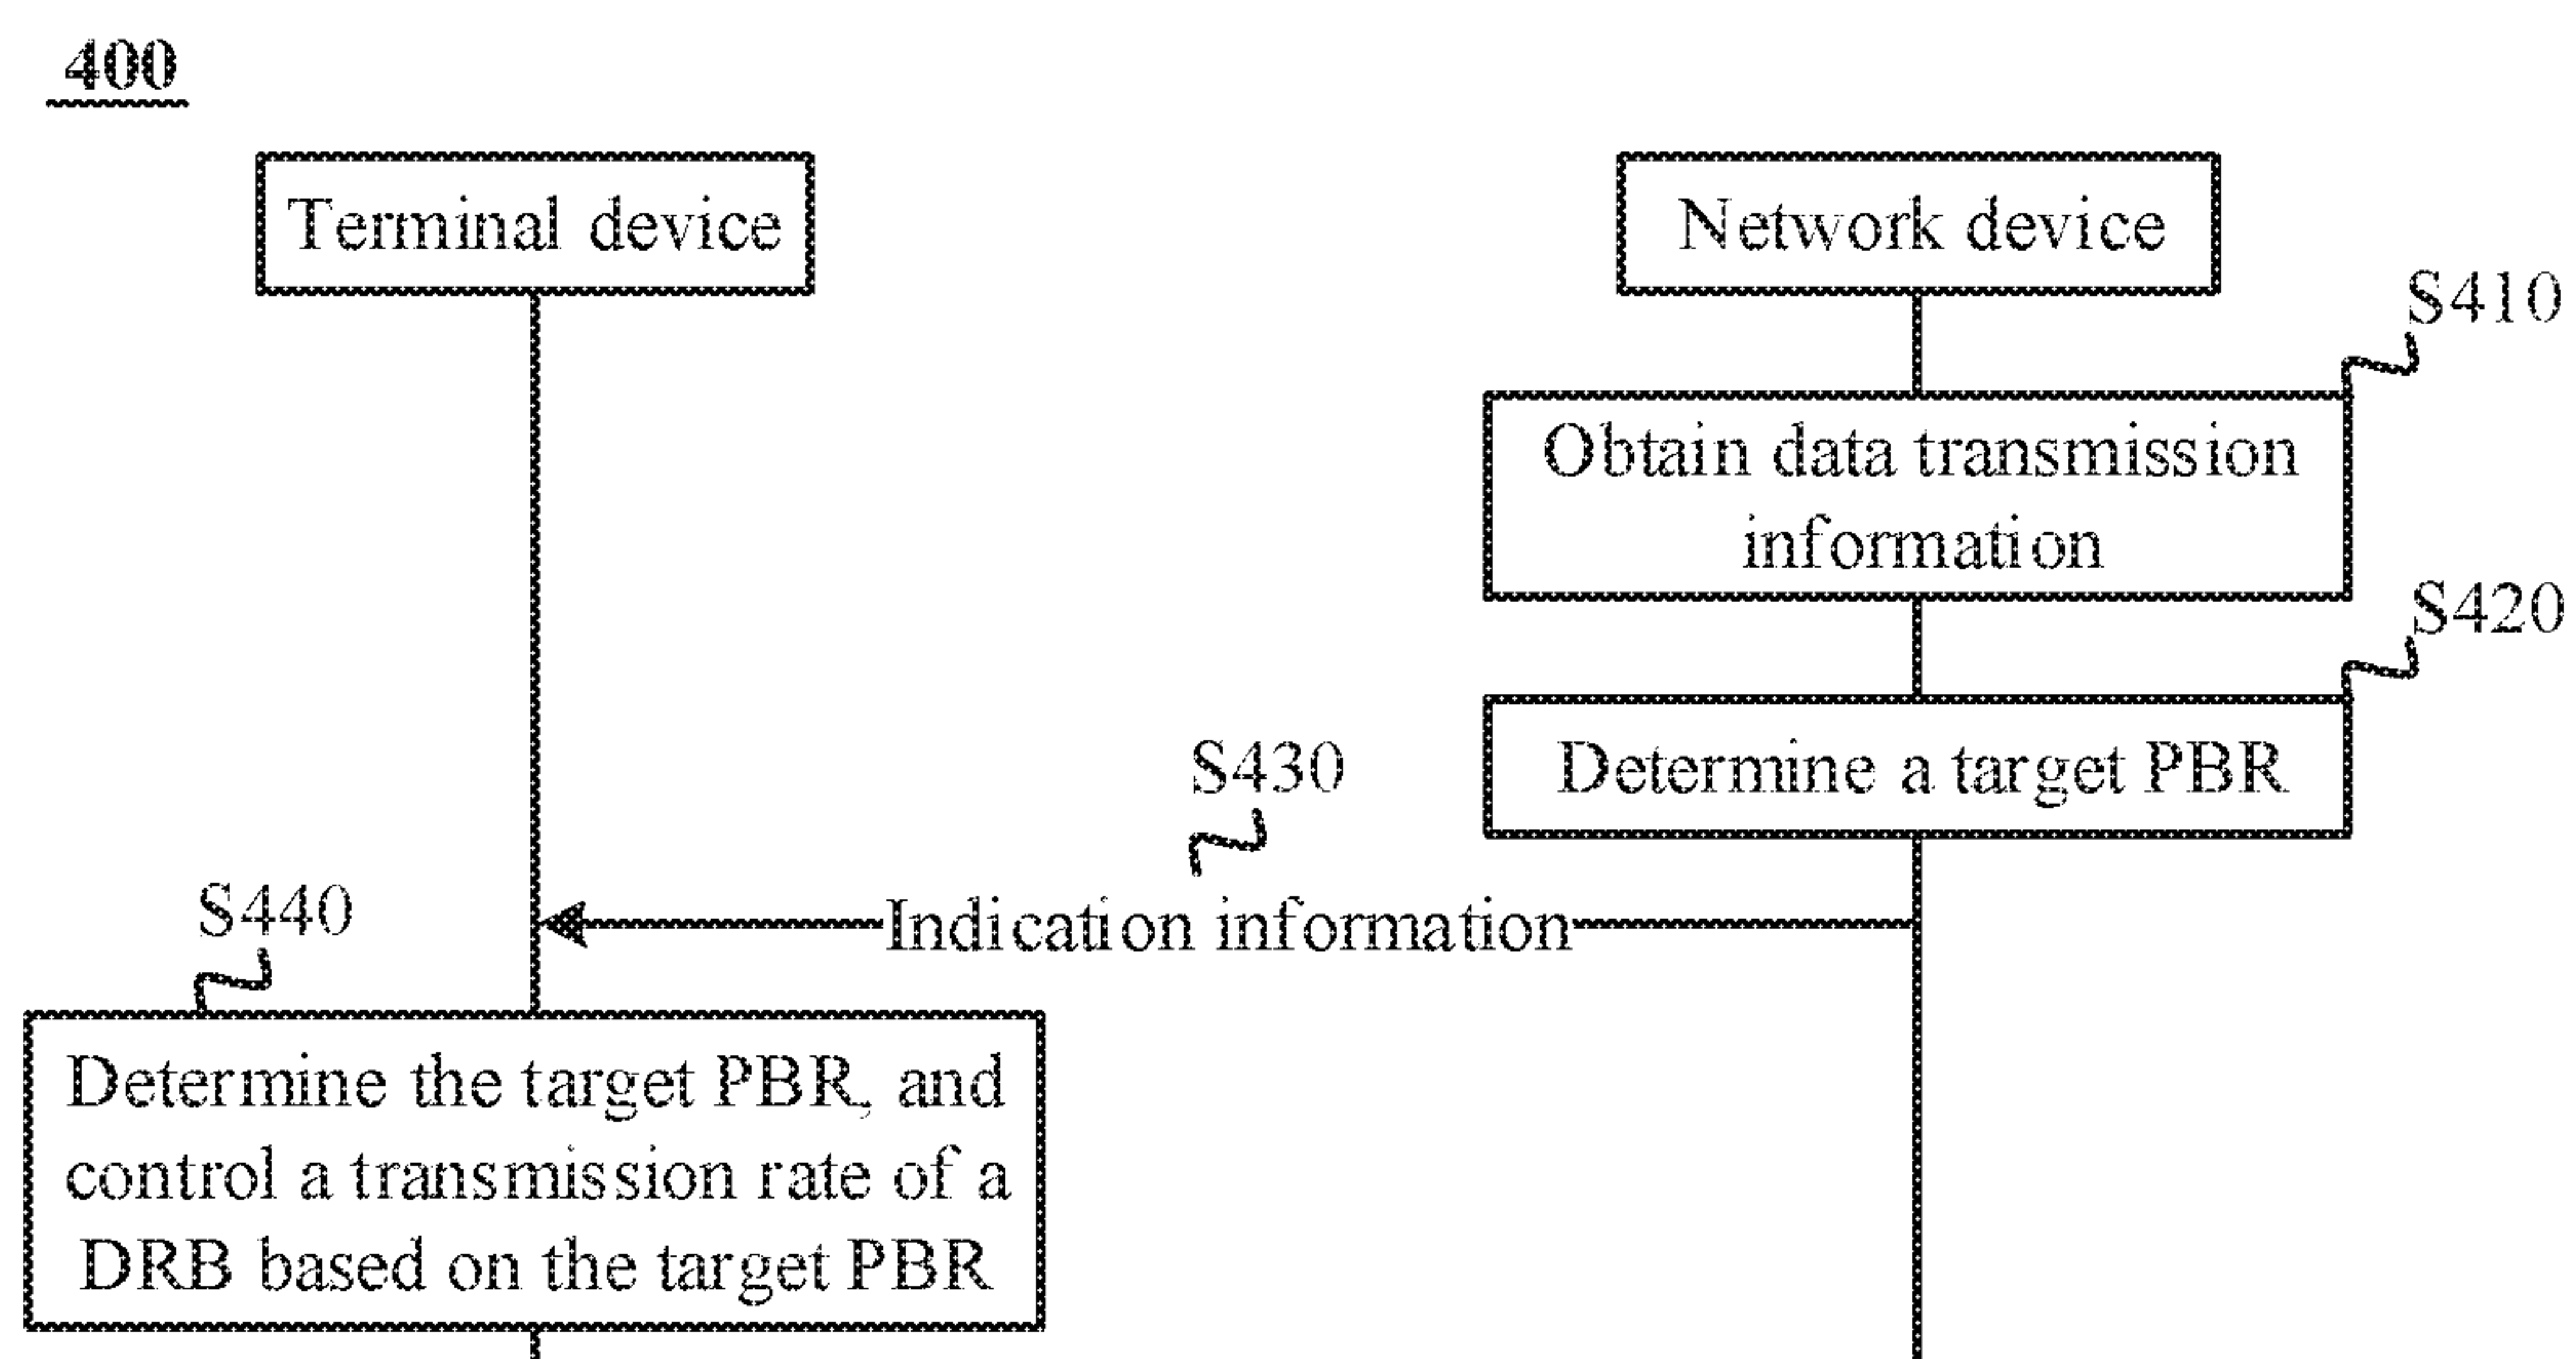 400
Terminal device
Network device
S410
Obtain data transmission
information
S420
Determine a target PBR
S430
Indication information
S440
Determine the target PBR, and
control a transmission rate of a
DRB based on the target PBR